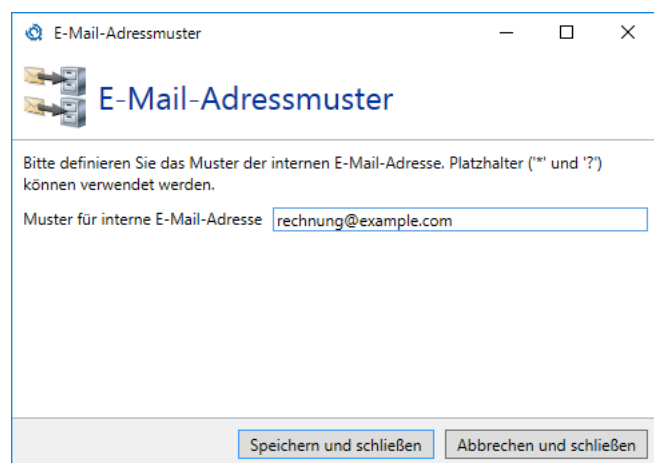 E-Mail-Adressmuster
E-Mail-Adressmuster
Bitte definieren Sie das Muster der internen E-Mail-Adresse. Platzhalter ('*' und '?')
können verwendet werden.
Muster für interne E-Mail-Adresse rechnung@example.com
Speichern und schließen Abbrechen und schließen